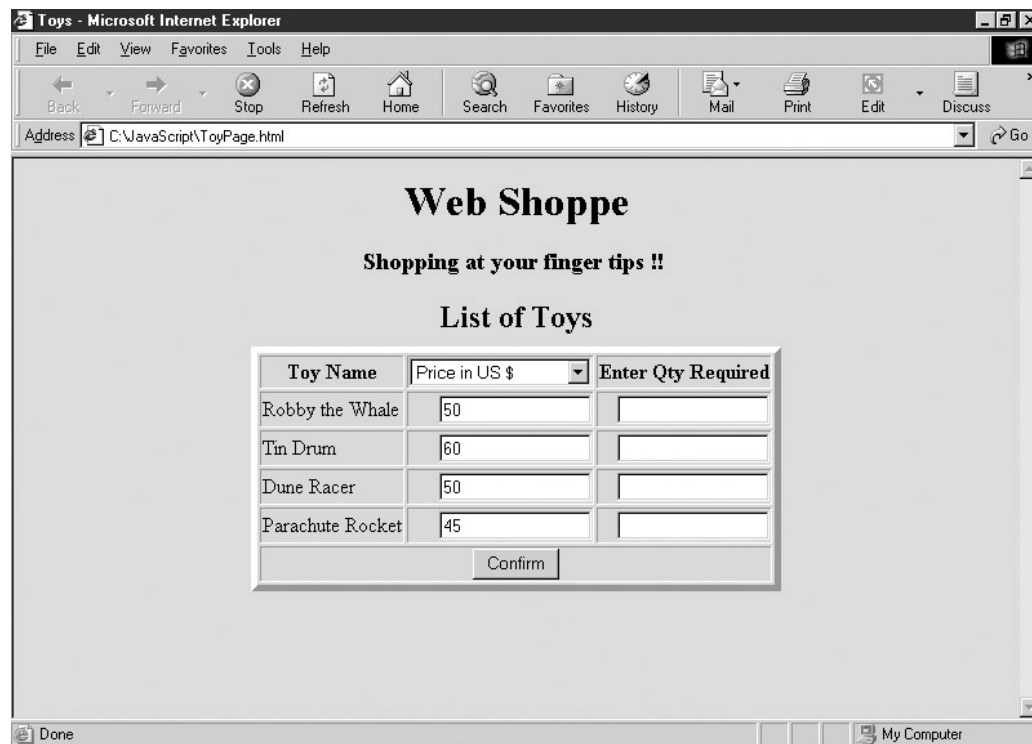 Toys - Microsoft Internet Explorer
File Edit View Favorites Tools Help
Back Forward Stop Refresh Home Search Favorites History Mail Print Edit Discuss
Address C:\JavaScript\ToyPage.html Go
Web Shoppe
Shopping at your finger tips !!
List of Toys
Toy Name Price in US $ Enter Qty Required
Robby the Whale 50
Tin Drum 60
Dune Racer 50
Parachute Rocket 45
Confirm
Done My Computer